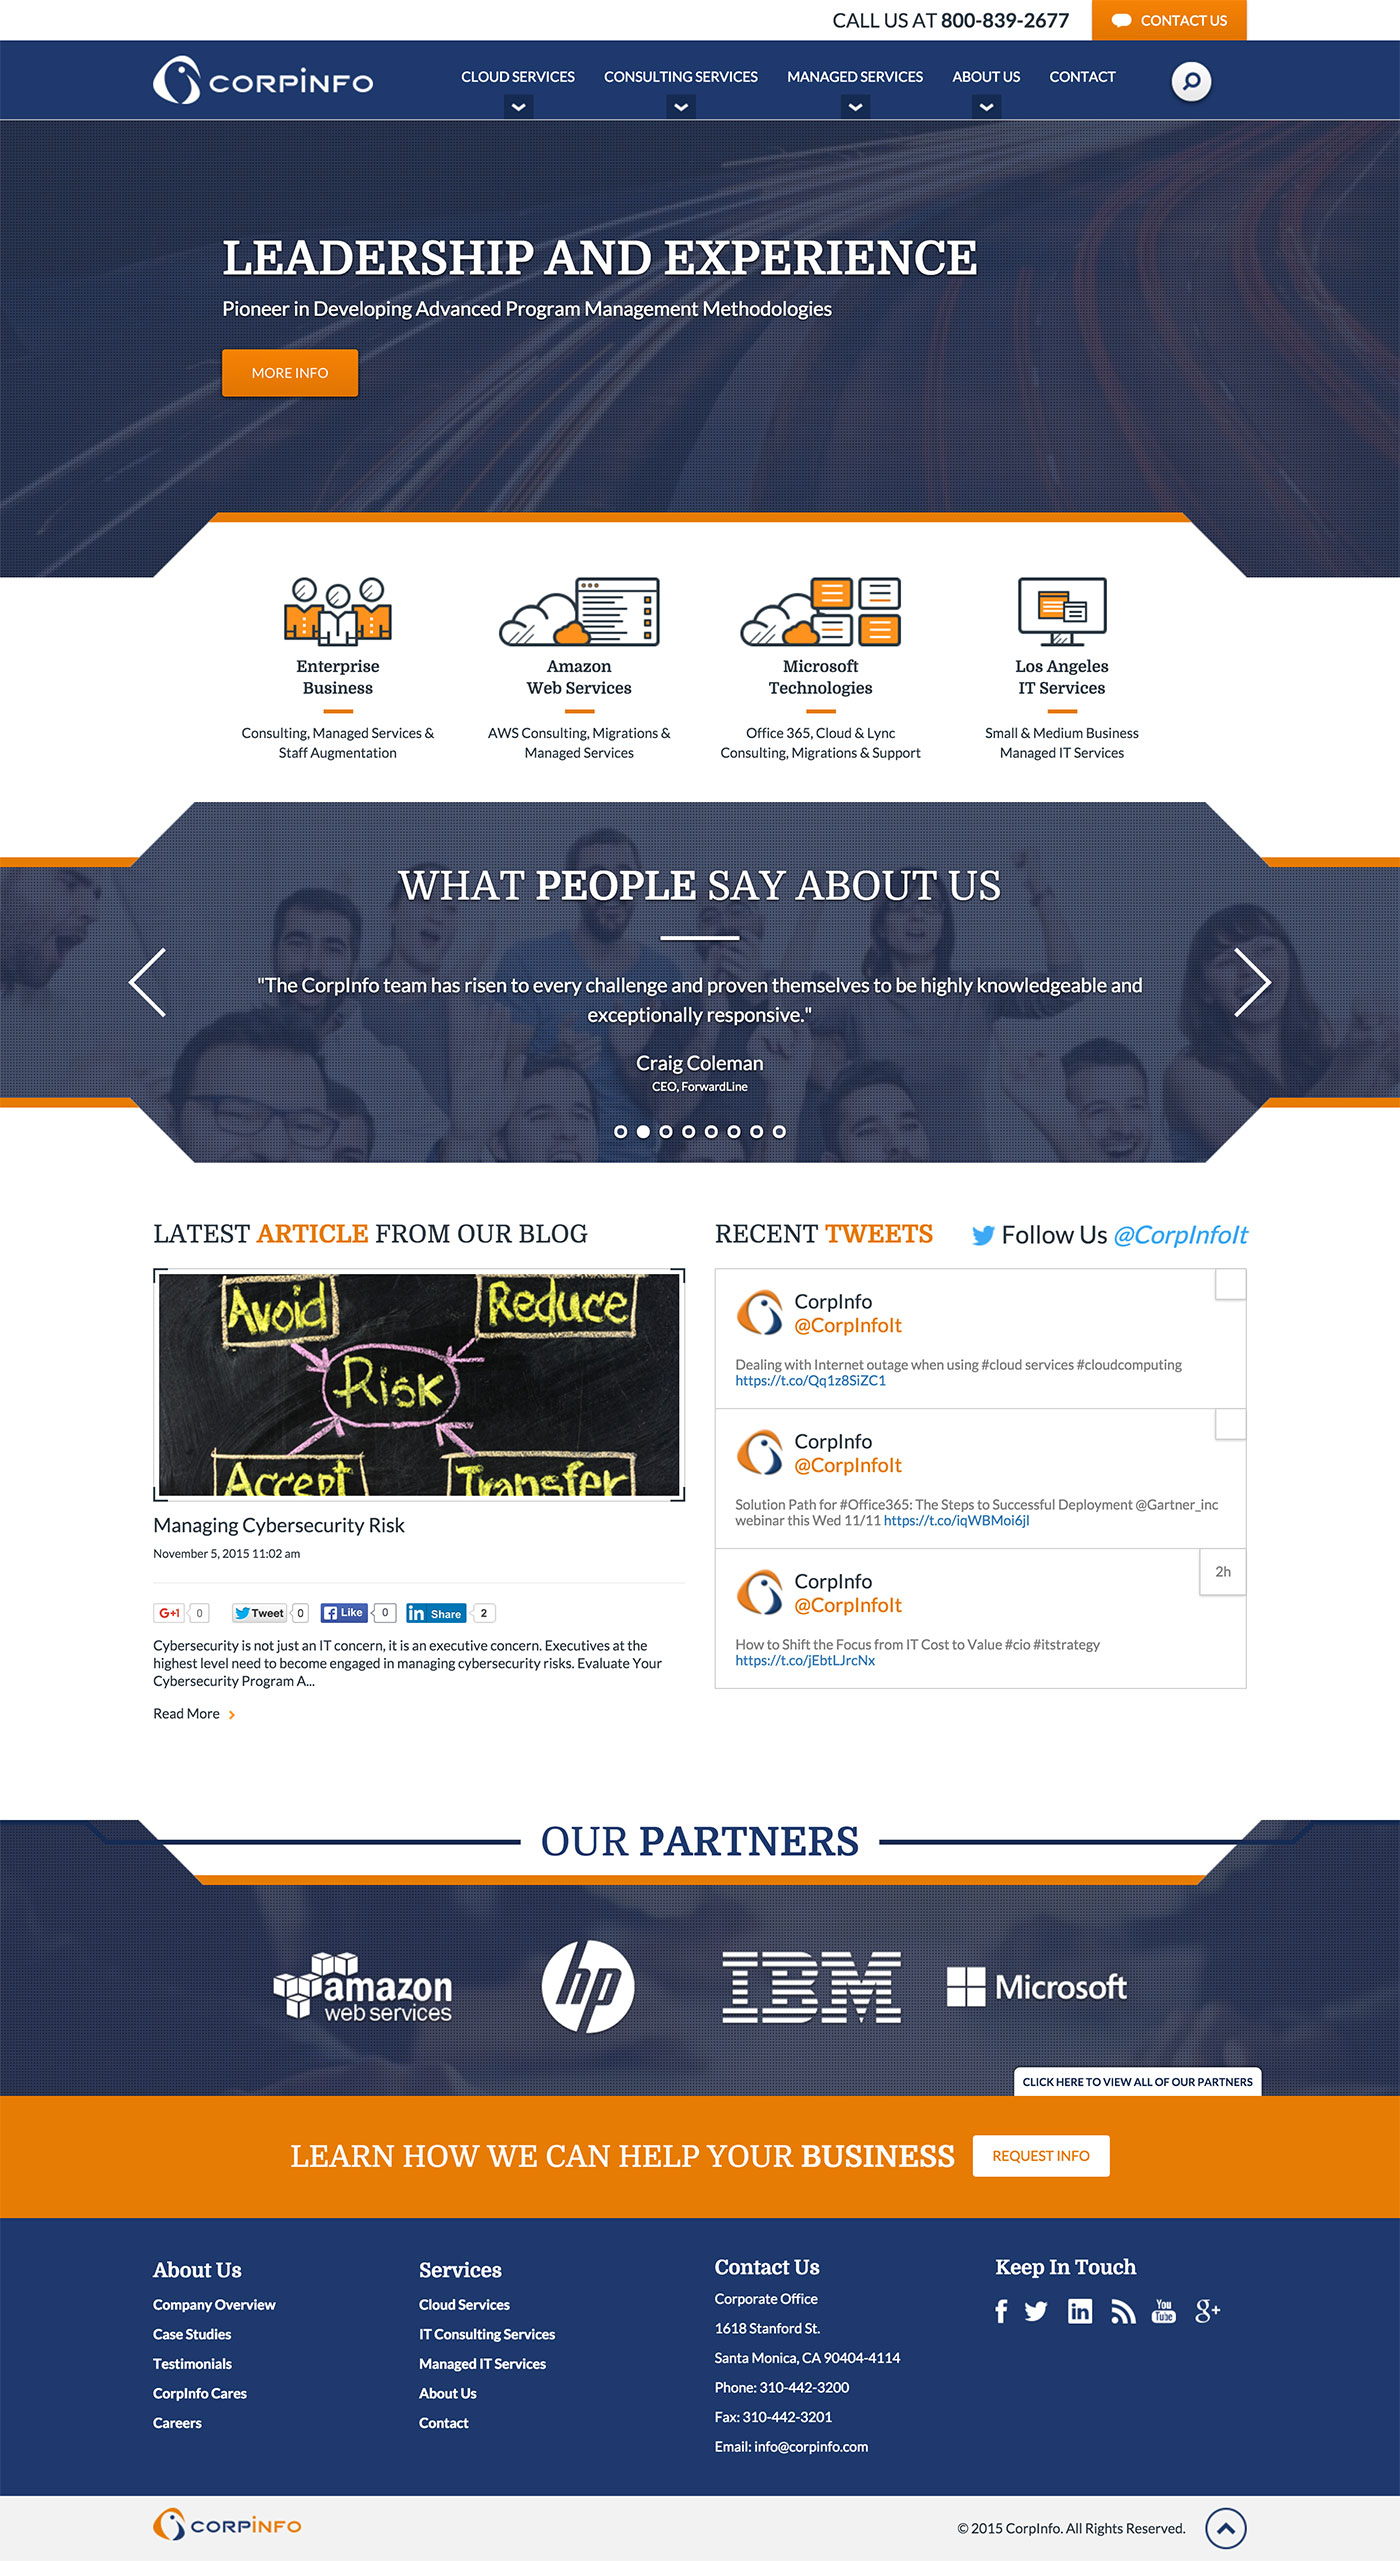 CALL US AT 800-839-2677
CONTACT US
CORPINFO
CLOUD SERVICES
CONSULTING SERVICES
MANAGED SERVICES
ABOUT US
CONTACT
LEADERSHIP AND EXPERIENCE
Pioneer in Developing Advanced Program Management Methodologies
MORE INFO
Enterprise
Business
Consulting, Managed Services &
Staff Augmentation
Amazon
Web Services
AWS Consulting, Migrations &
Managed Services
Microsoft
Technologies
Office 365, Cloud & Lync
Consulting, Migrations & Support
Los Angeles
IT Services
Small & Medium Business
Managed IT Services
WHAT PEOPLE SAY ABOUT US
"The CorpInfo team has risen to every challenge and proven themselves to be highly knowledgeable and
exceptionally responsive."
Craig Coleman
CEO, ForwardLine
LATEST ARTICLE FROM OUR BLOG
Avoid
Reduce
Risk
Accept
Transfer
Managing Cybersecurity Risk
November 5, 2015 11:02 am
G+1 0
Tweet 0
Like 0
in Share 2
Cybersecurity is not just an IT concern, it is an executive concern. Executives at the
highest level need to become engaged in managing cybersecurity risks. Evaluate Your
Cybersecurity Program A...
Read More
RECENT TWEETS
Follow Us @CorpInfoIt
CorpInfo
@CorpInfoIt
Dealing with Internet outage when using #cloud services #cloudcomputing
https://t.co/Qq1z8SiZC1
CorpInfo
@CorpInfoIt
Solution Path for #Office365: The Steps to Successful Deployment @Gartner_inc
webinar this Wed 11/11 https://t.co/iqWBMoi6jl
2h
CorpInfo
@CorpInfoIt
How to Shift the Focus from IT Cost to Value #cio #itstrategy
https://t.co/jEbtLJrcNx
OUR PARTNERS
amazon
web services
hp
IBM
Microsoft
CLICK HERE TO VIEW ALL OF OUR PARTNERS
LEARN HOW WE CAN HELP YOUR BUSINESS
REQUEST INFO
About Us
Company Overview
Case Studies
Testimonials
CorpInfo Cares
Careers
Services
Cloud Services
IT Consulting Services
Managed IT Services
About Us
Contact
Contact Us
Corporate Office
1618 Stanford St.
Santa Monica, CA 90404-4114
Phone: 310-442-3200
Fax: 310-442-3201
Email: info@corpinfo.com
Keep In Touch
f
in
You
Tube
g+
CORPINFO
© 2015 CorpInfo. All Rights Reserved.